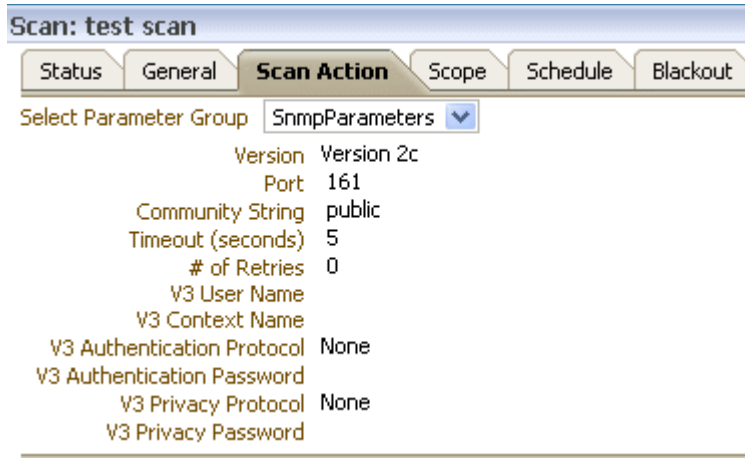 Scan: test scan
Status General Scan Action Scope Schedule Blackout
Select Parameter Group SnmpParameters
Version Version 2c
Port 161
Community String public
Timeout (seconds) 5
# of Retries 0
V3 User Name
V3 Context Name
V3 Authentication Protocol None
V3 Authentication Password
V3 Privacy Protocol None
V3 Privacy Password